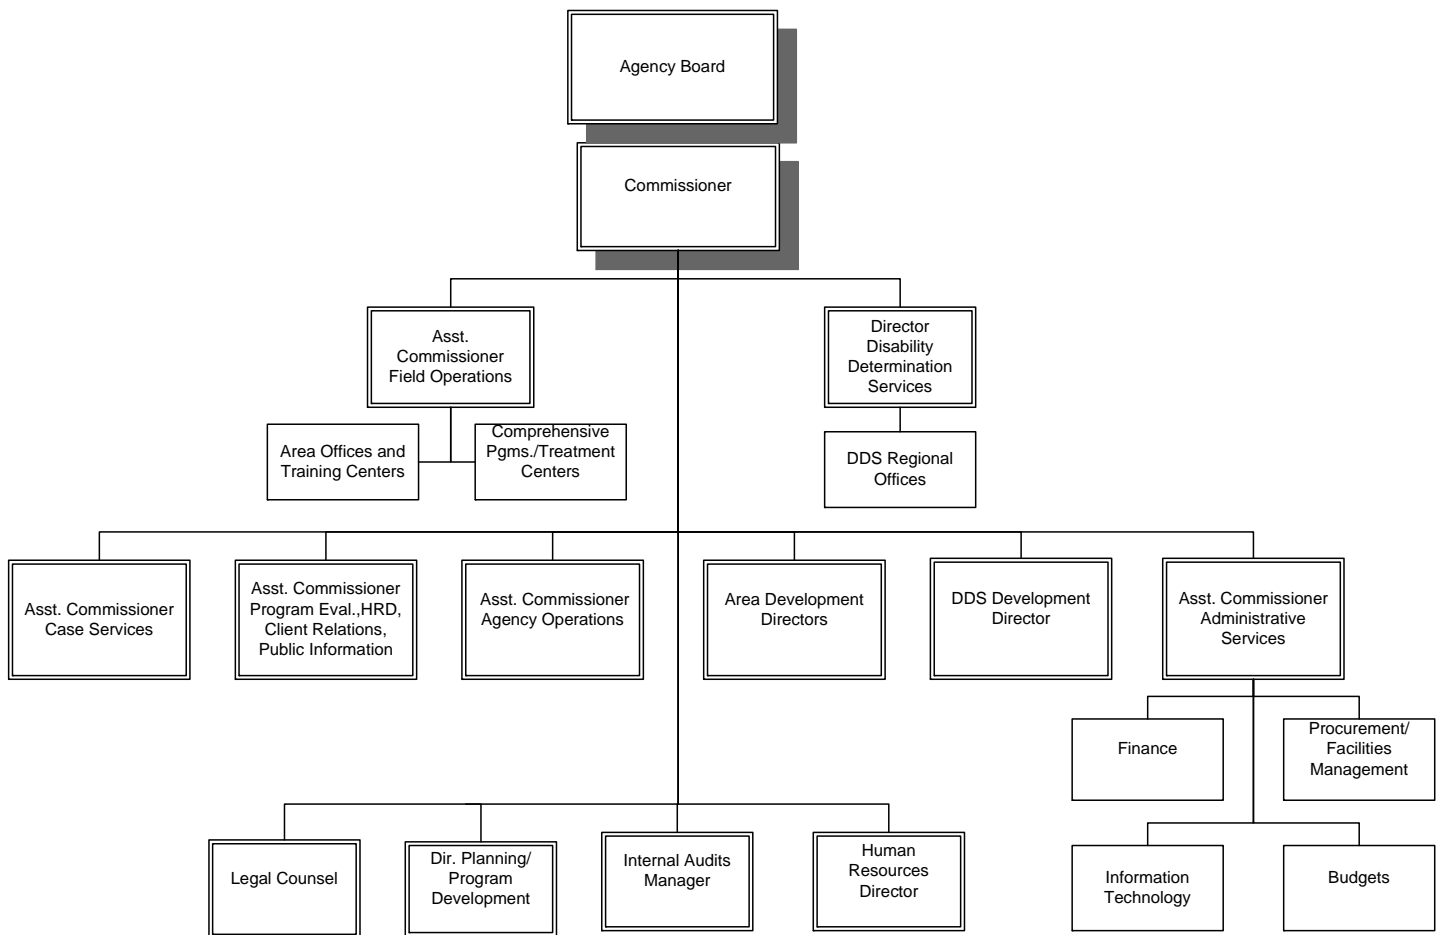 Agency Board
Commissioner
Asst.
Commissioner
Field Operations
Director
Disability
Determination
Services
Area Offices and
Training Centers
Comprehensive
Pgms./Treatment
Centers
DDS Regional
Offices
Asst. Commissioner
Case Services
Asst. Commissioner
Program Eval.,HRD,
Client Relations,
Public Information
Asst. Commissioner
Agency Operations
Area Development
Directors
DDS Development
Director
Asst. Commissioner
Administrative
Services
Finance
Procurement/
Facilities
Management
Legal Counsel
Dir. Planning/
Program
Development
Internal Audits
Manager
Human
Resources
Director
Information
Technology
Budgets